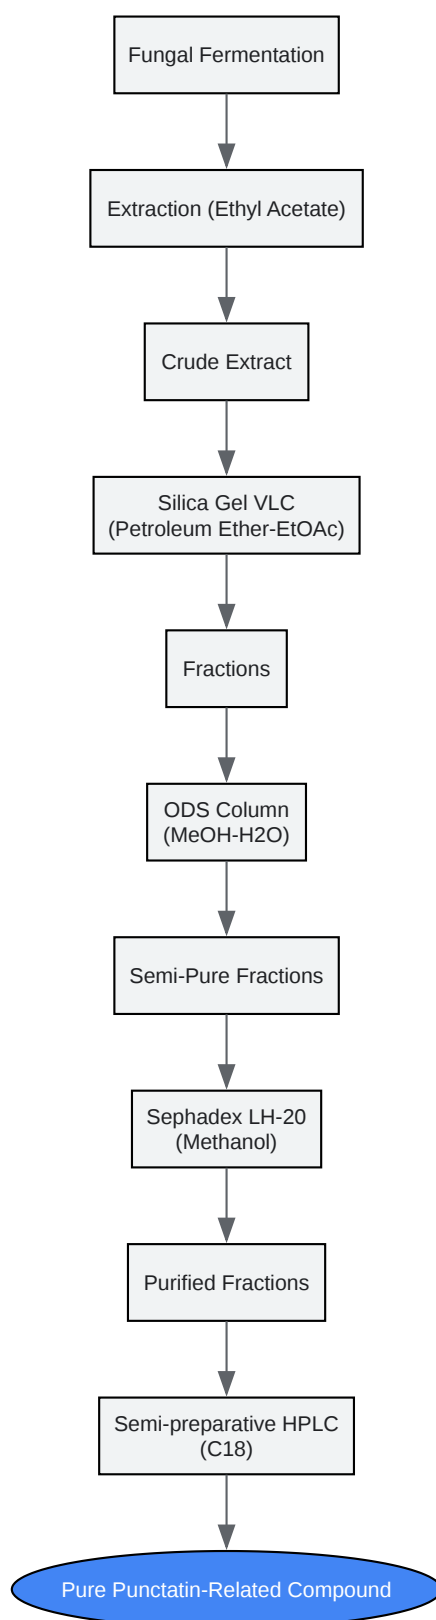 Fungal Fermentation
Extraction (Ethyl Acetate)
Crude Extract
Silica Gel VLC
(Petroleum Ether-EtOAc)
Fractions
ODS Column
(MeOH-H2O)
Semi-Pure Fractions
Sephadex LH-20
(Methanol)
Purified Fractions
Semi-preparative HPLC
(C18)
Pure Punctatin-Related Compound